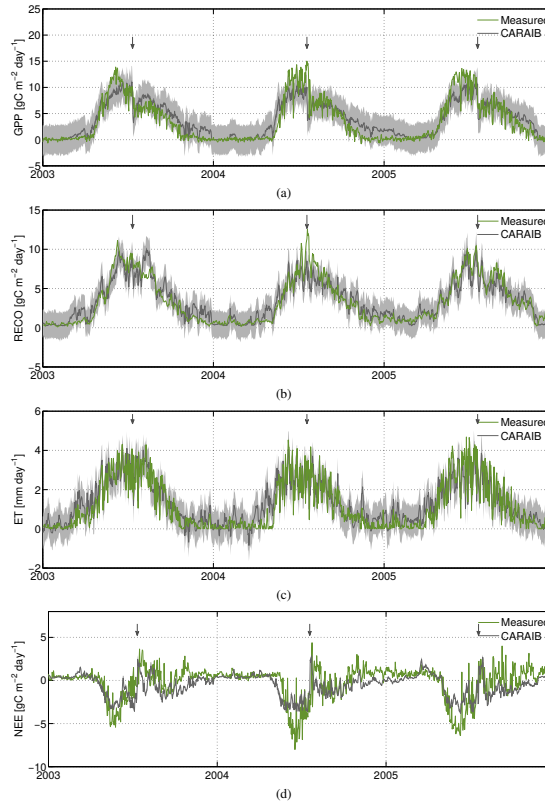 25
20
15
10
5
0
−5
GPP [gC m−2 day−1]
Measured
CARAIB
2003
2004
2005
(a)
15
10
5
0
−5
RECO [gC m−2 day−1]
Measured
CARAIB
2003
2004
2005
(b)
6
4
2
0
−2
ET [mm day−1]
Measured
CARAIB
2003
2004
2005
(c)
5
0
−5
−10
NEE [gC m−2 day−1]
Measured
CARAIB
2003
2004
2005
(d)